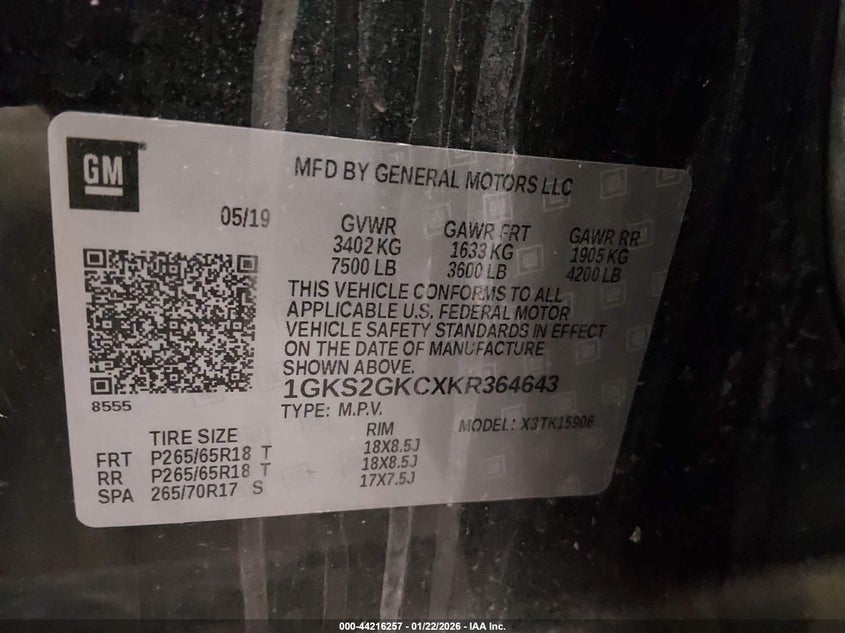 GM
MFD BY GENERAL MOTORS LLC
05/19
GVWR GAWR FRT GAWR RR
3402 KG 1633 KG 1905 KG
7500 LB 3600 LB 4200 LB
THIS VEHICLE CONFORMS TO ALL
APPLICABLE U.S. FEDERAL MOTOR
VEHICLE SAFETY STANDARDS IN EFFECT
ON THE DATE OF MANUFACTURE
SHOWN ABOVE.
1GKS2GKCXKR364643
8555
TYPE: M.P.V. MODEL: X3TK15906
TIRE SIZE RIM
FRT P265/65R18 T 18X8.5J
RR P265/65R18 T 18X8.5J
SPA 265/70R17 S 17X7.5J
000-44216257 - 01/22/2026 - IAA Inc.